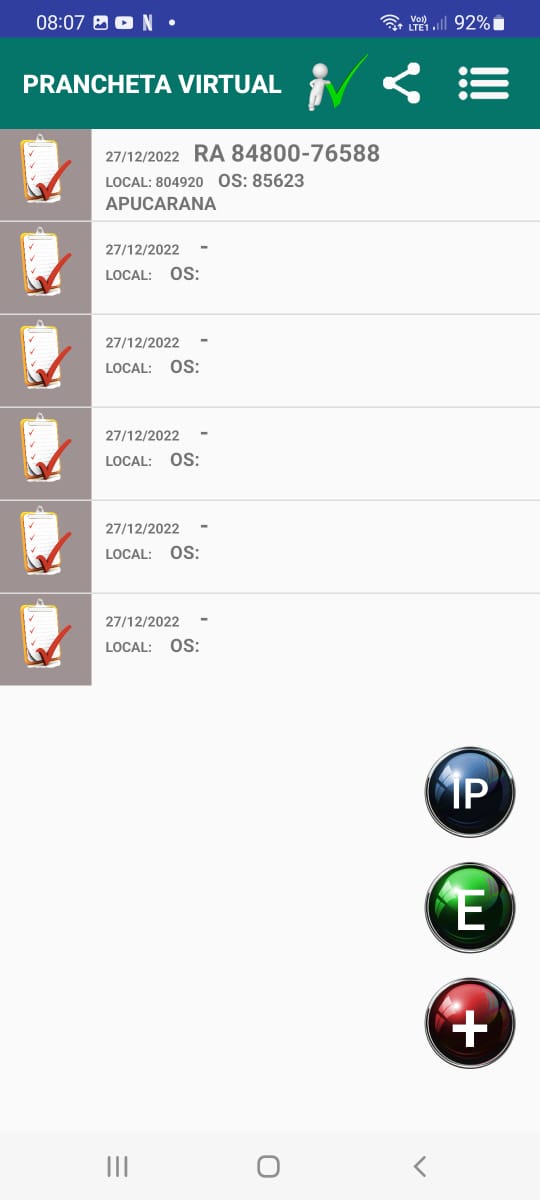 08:07 N Vo) LTE1 92%
PRANCHETA VIRTUAL
27/12/2022 RA 84800-76588
LOCAL: 804920 OS: 85623
APUCARANA
27/12/2022 -
LOCAL: OS:
27/12/2022 -
LOCAL: OS:
27/12/2022 -
LOCAL: OS:
27/12/2022 -
LOCAL: OS:
27/12/2022 -
LOCAL: OS:
IP
E
+